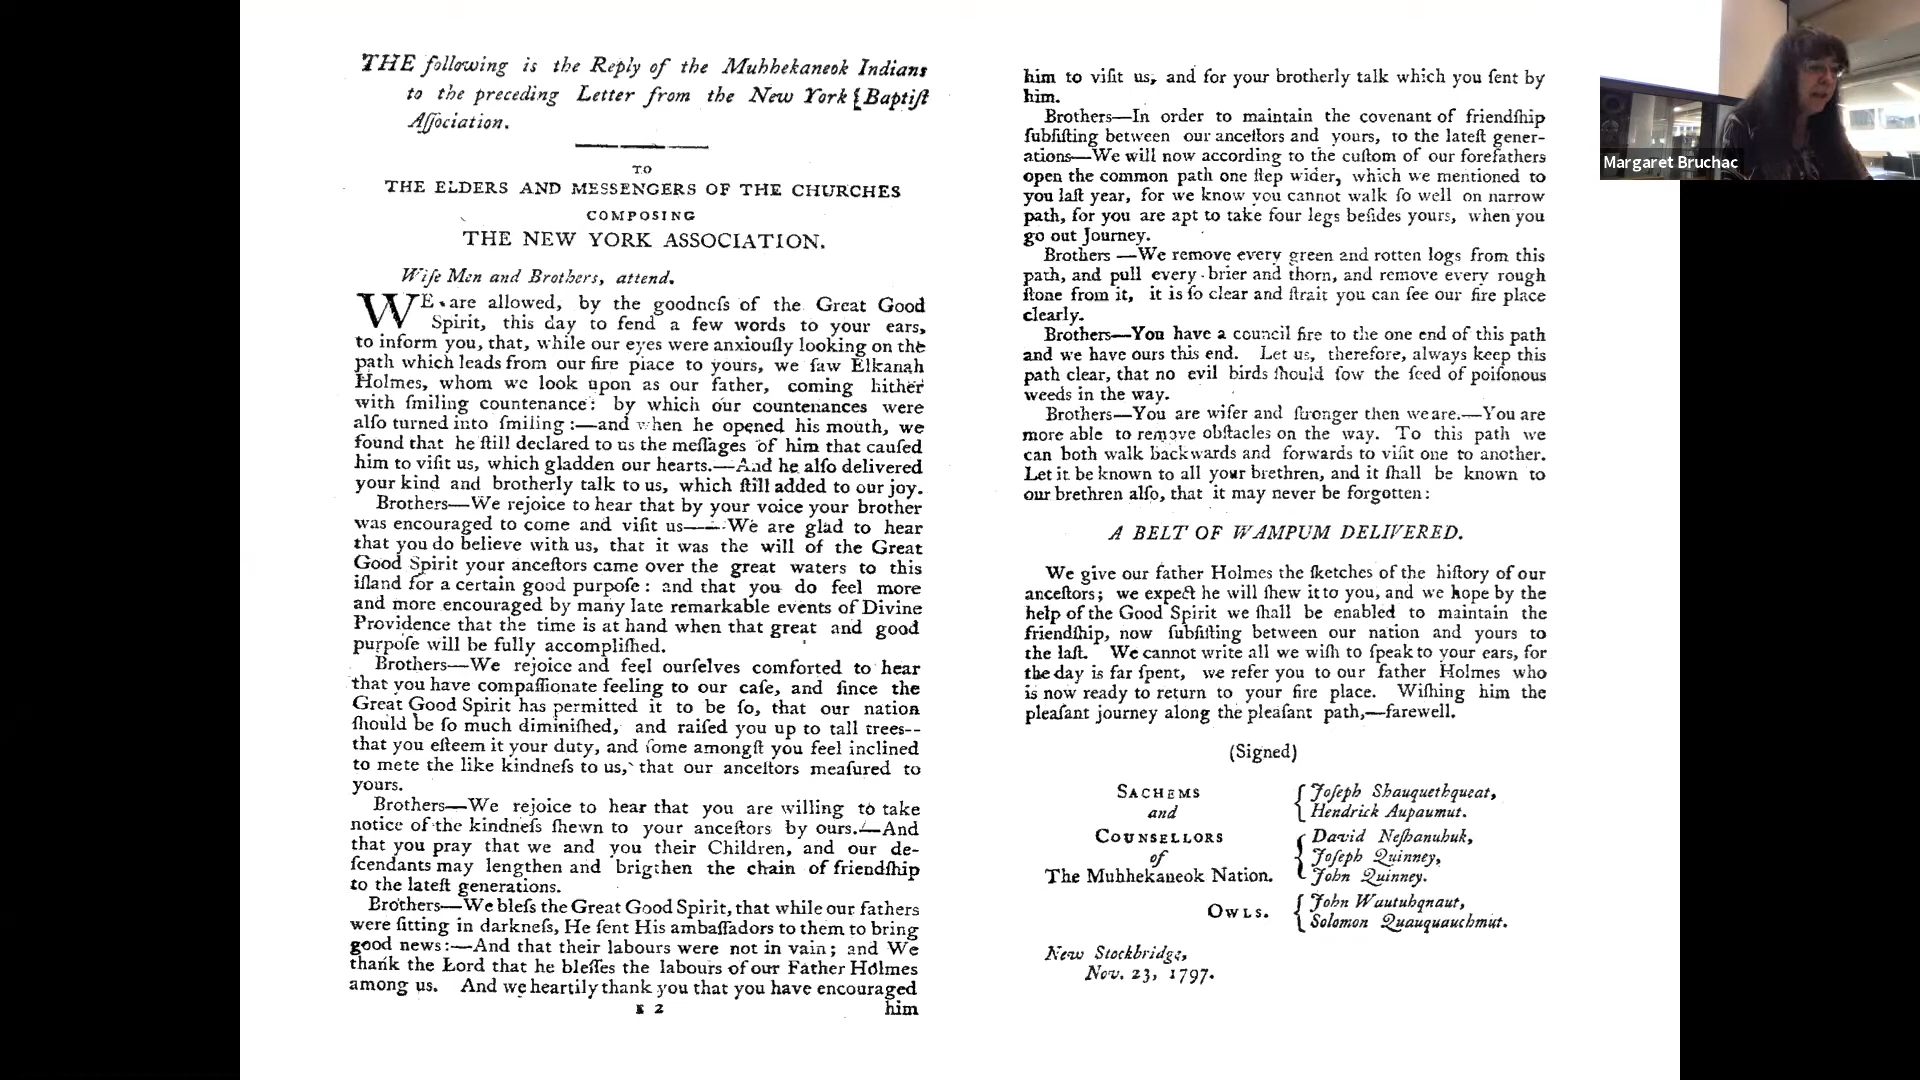 THE following is the Reply of the Muhhekaneok Indians
to the preceding Letter from the New York {Baptiſt
Aſſociation.
TO
THE ELDERS AND MESSENGERS OF THE CHURCHES
COMPOSING
THE NEW YORK ASSOCIATION.
Wiſe Men and Brothers, attend.
WE are allowed, by the goodneſs of the Great Good
Spirit, this day to ſend a few words to your ears,
to inform you, that, while our eyes were anxiouſly looking on the
path which leads from our fire place to yours, we ſaw Elkanah
Holmes, whom we look upon as our father, coming hither
with ſmiling countenance: by which our countenances were
alſo turned into ſmiling:—and when he opened his mouth, we
found that he ſtill declared to us the meſſages of him that cauſed
him to viſit us, which gladden our hearts.—And he alſo delivered
your kind and brotherly talk to us, which ſtill added to our joy.
Brothers—We rejoice to hear that by your voice your brother
was encouraged to come and viſit us——We are glad to hear
that you do believe with us, that it was the will of the Great
Good Spirit your anceſtors came over the great waters to this
iſland for a certain good purpoſe: and that you do feel more
and more encouraged by many late remarkable events of Divine
Providence that the time is at hand when that great and good
purpoſe will be fully accompliſhed.
Brothers—We rejoice and feel ourſelves comforted to hear
that you have compaſſionate feeling to our caſe, and ſince the
Great Good Spirit has permitted it to be ſo, that our nation
ſhould be ſo much diminiſhed, and raiſed you up to tall trees--
that you eſteem it your duty, and ſome amongſt you feel inclined
to mete the like kindneſs to us, that our anceſtors meaſured to
yours.
Brothers—We rejoice to hear that you are willing to take
notice of the kindneſs ſhewn to your anceſtors by ours.—And
that you pray that we and you their Children, and our de-
ſcendants may lengthen and brigthen the chain of friendſhip
to the lateſt generations.
Brothers—We bleſs the Great Good Spirit, that while our fathers
were ſitting in darkneſs, He ſent His ambaſſadors to them to bring
good news:—And that their labours were not in vain; and We
thank the Lord that he bleſſes the labours of our Father Holmes
among us. And we heartily thank you that you have encouraged
E 2 him
him to viſit us, and for your brotherly talk which you ſent by
him.
Brothers—In order to maintain the covenant of friendſhip
ſubſiſting between our anceſtors and yours, to the lateſt gener-
ations—We will now according to the cuſtom of our forefathers
open the common path one ſtep wider, which we mentioned to
you laſt year, for we know you cannot walk ſo well on narrow
path, for you are apt to take four legs beſides yours, when you
go out Journey.
Brothers —We remove every green and rotten logs from this
path, and pull every brier and thorn, and remove every rough
ſtone from it, it is ſo clear and ſtrait you can ſee our fire place
clearly.
Brothers—You have a council fire to the one end of this path
and we have ours this end. Let us, therefore, always keep this
path clear, that no evil birds ſhould ſow the ſeed of poiſonous
weeds in the way.
Brothers—You are wiſer and ſtronger then we are.—You are
more able to remove obſtacles on the way. To this path we
can both walk backwards and forwards to viſit one to another.
Let it be known to all your brethren, and it ſhall be known to
our brethren alſo, that it may never be forgotten:
A BELT OF WAMPUM DELIVERED.
We give our father Holmes the ſketches of the hiſtory of our
anceſtors; we expect he will ſhew it to you, and we hope by the
help of the Good Spirit we ſhall be enabled to maintain the
friendſhip, now ſubſiſting between our nation and yours to
the laſt. We cannot write all we wiſh to ſpeak to your ears, for
the day is far ſpent, we refer you to our father Holmes who
is now ready to return to your fire place. Wiſhing him the
pleaſant journey along the pleaſant path,—farewell.
(Signed)
SACHEMS
and
COUNSELLORS
of
The Muhhekaneok Nation.
Joſeph Shauquethqueat,
Hendrick Aupaumut.
David Neſhanuhuk,
Joſeph Quinney,
John Quinney.
OWLS.
John Wautuhqnaut,
Solomon Quauquauchmut.
New Stockbridge,
Nov. 23, 1797.
Margaret Bruchac